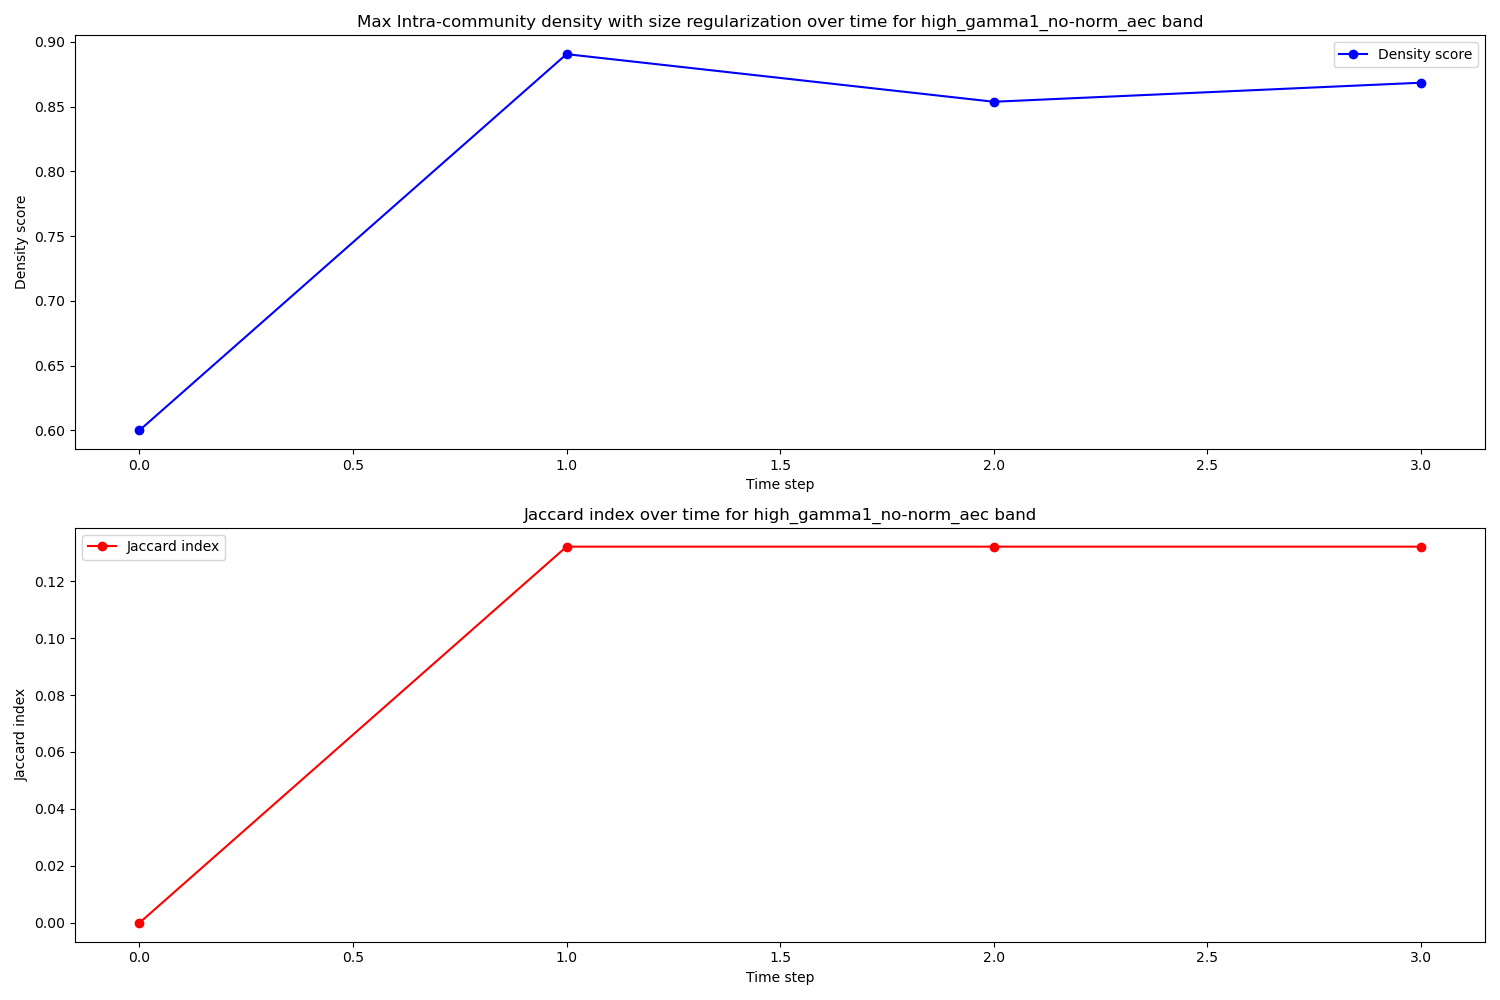 Max Intra-community density with size regularization over time for high_gamma1_no-norm_aec band
Density score
0.90
0.85
0.80
0.75
0.70
0.65
0.60
Density score
0.0 0.5 1.0 1.5 2.0 2.5 3.0
Time step
Jaccard index over time for high_gamma1_no-norm_aec band
Jaccard index
0.12
0.10
0.08
0.06
0.04
0.02
0.00
Jaccard index
0.0 0.5 1.0 1.5 2.0 2.5 3.0
Time step